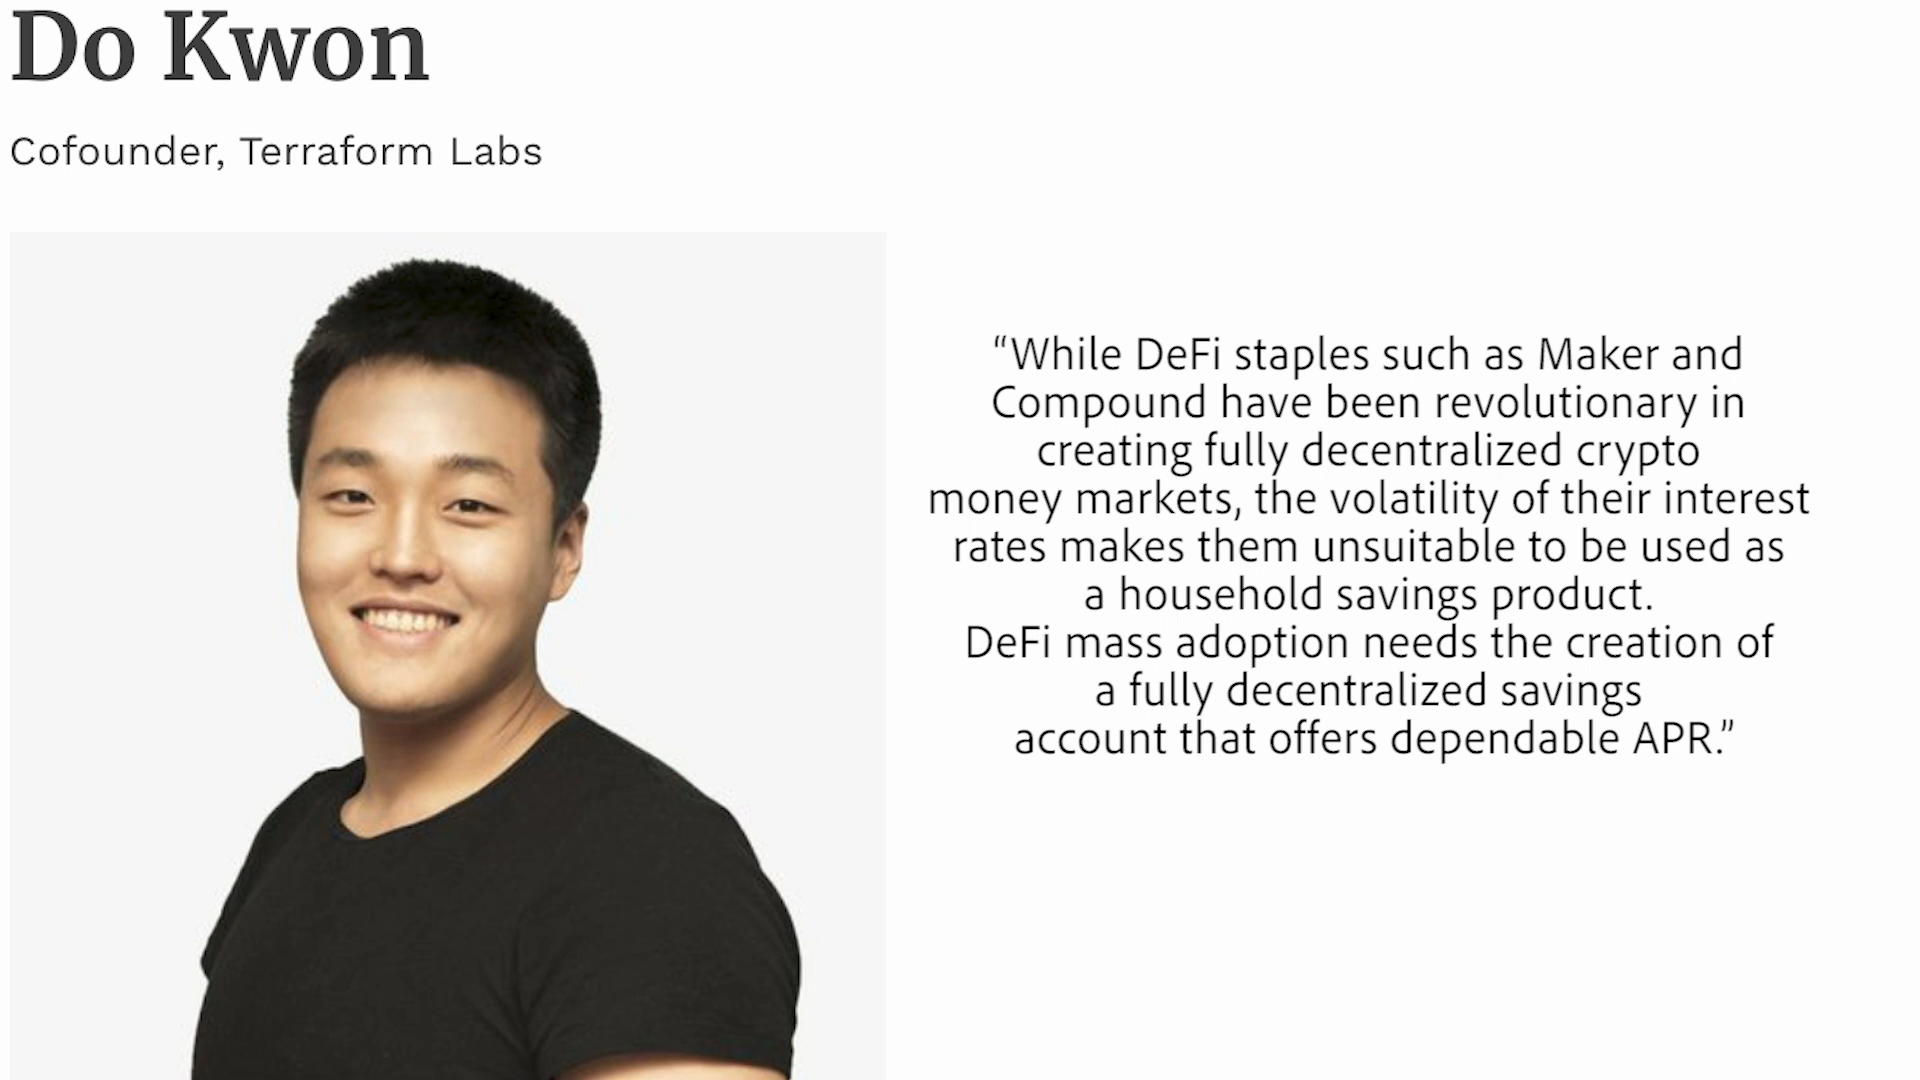 Do Kwon
Cofounder, Terraform Labs
“While DeFi staples such as Maker and
Compound have been revolutionary in
creating fully decentralized crypto
money markets, the volatility of their interest
rates makes them unsuitable to be used as
a household savings product.
DeFi mass adoption needs the creation of
a fully decentralized savings
account that offers dependable APR.”